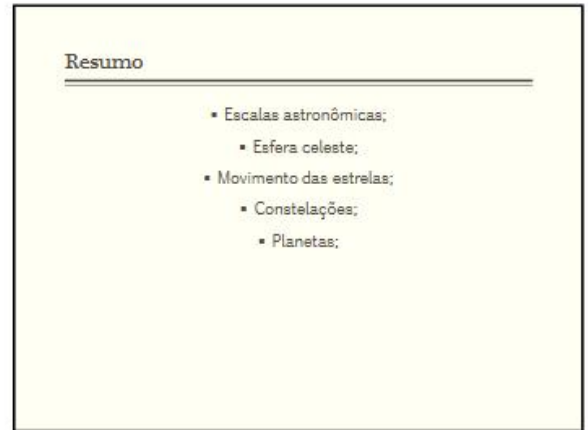 Resumo
▪ Escalas astronômicas;
▪ Esfera celeste;
▪ Movimento das estrelas;
▪ Constelações;
▪ Planetas;